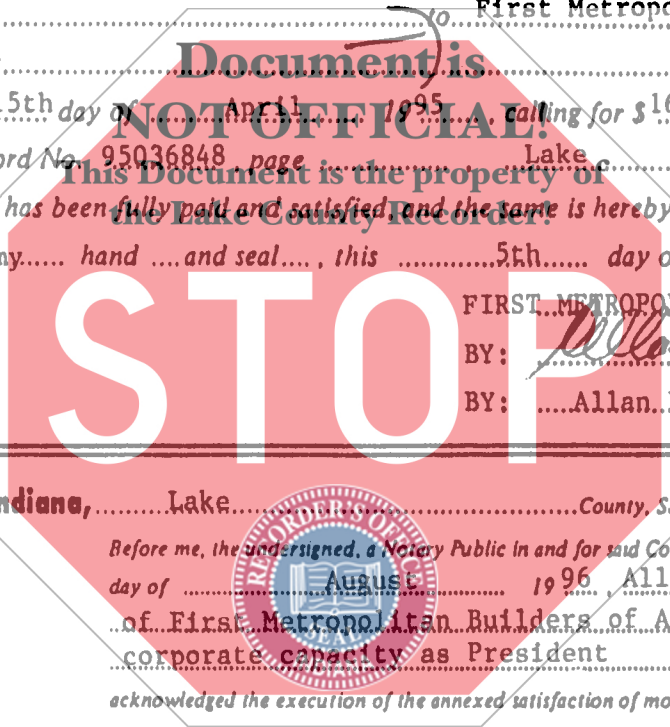 to First Metropo
Document is
5th day of April 1995, calling for $16
NOT OFFICIAL!
ord No. 95036848, page Lake C
This Document is the property of
has been fully paid and satisfied, and the same is hereby
the Lake County Recorder!
ny hand and seal, this 5th day o
STOP
FIRST METROPO
BY:
BY: Allan
ndiana, Lake County, S
RECORDER'S OFFIC
Before me, the undersigned, a Notary Public in and for said Co
day of August 1996, All
of First Metropolitan Builders of A
SEAL
corporate capacity as President
acknowledged the execution of the annexed satisfaction of mo